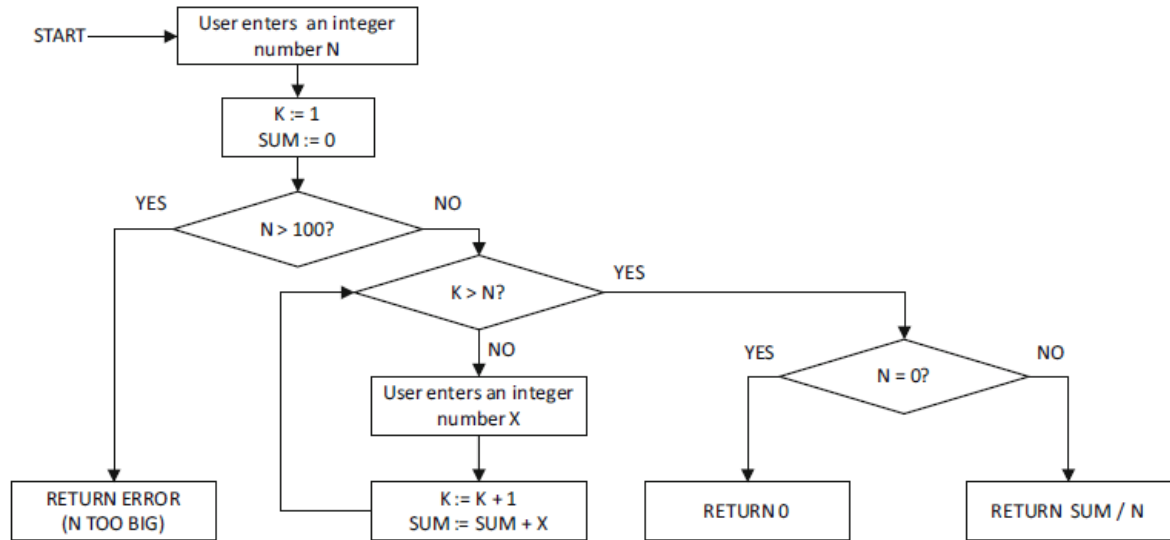 START
User enters an integer
number N
K := 1
SUM := 0
YES
NO
N > 100?
YES
K > N?
NO
YES
NO
N = 0?
User enters an integer
number X
RETURN ERROR
(N TOO BIG)
K := K + 1
SUM := SUM + X
RETURN 0
RETURN SUM / N